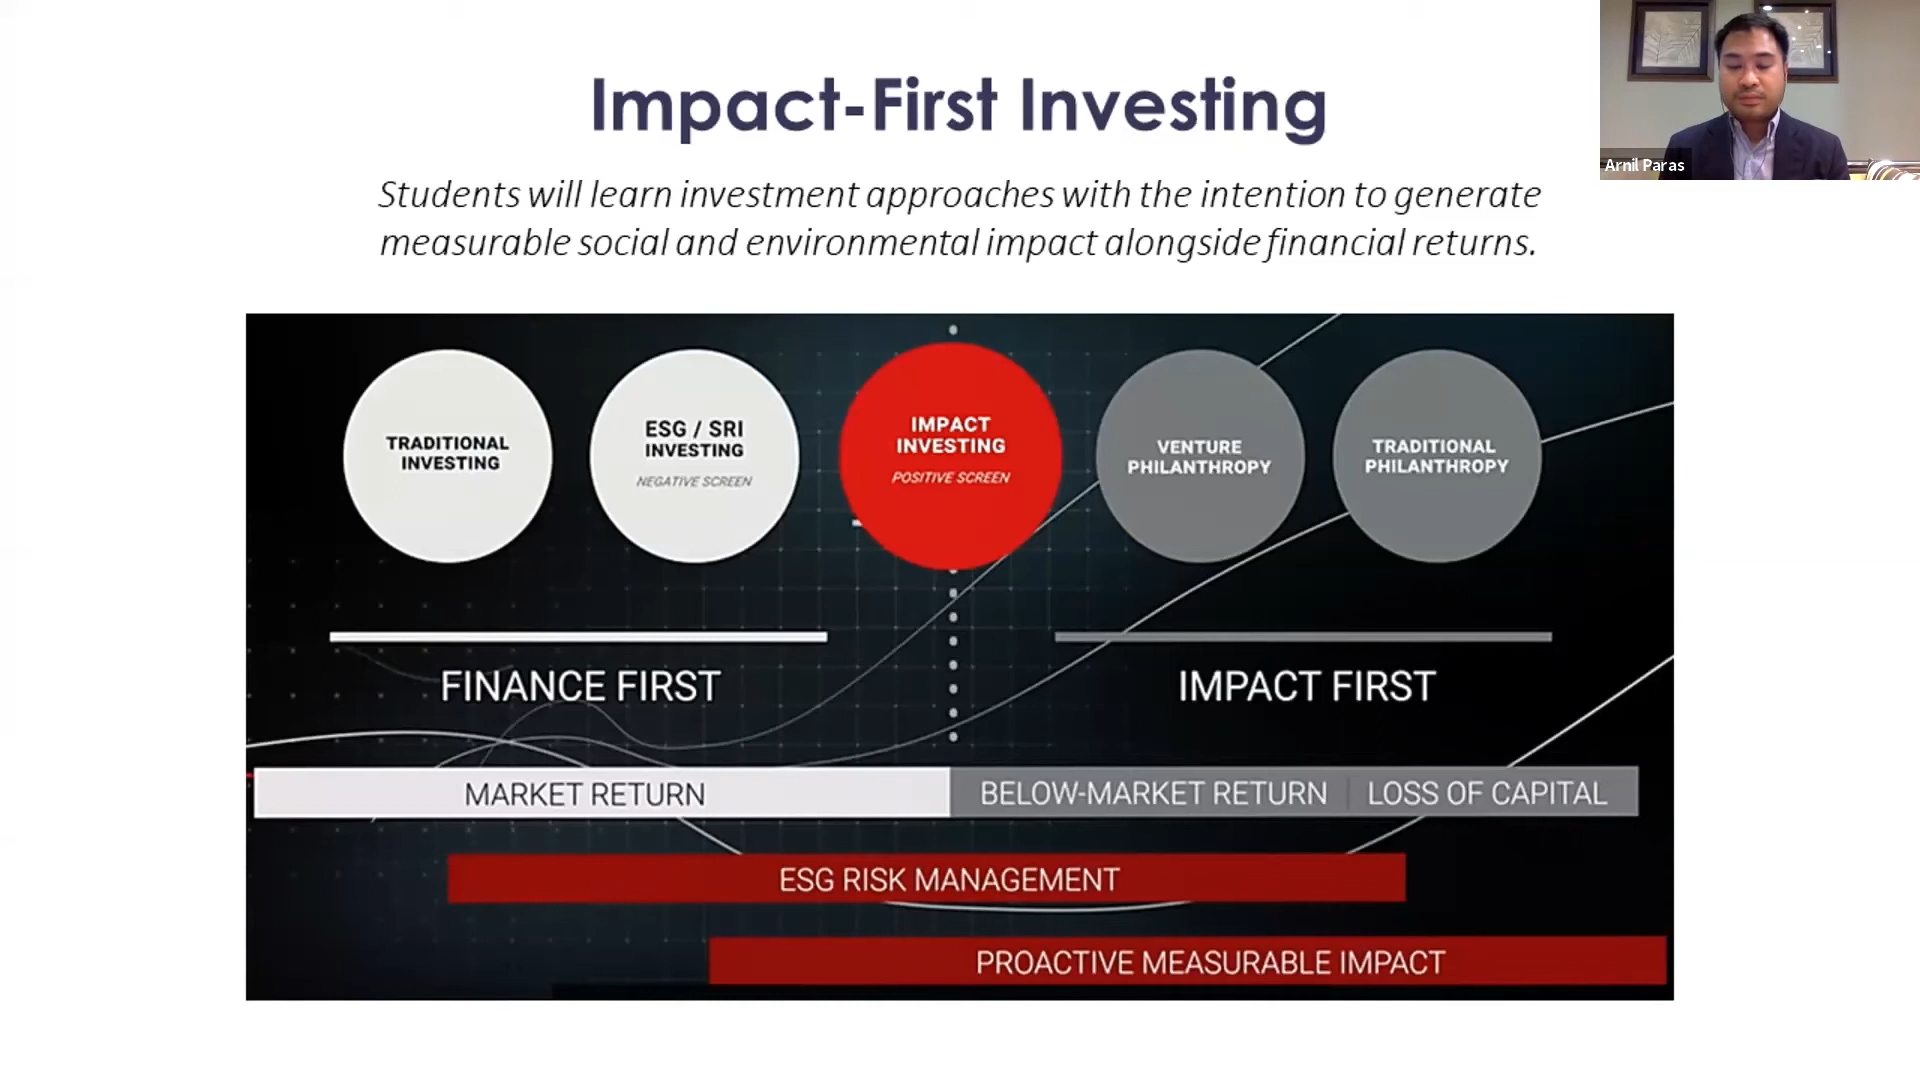 Impact-First Investing
Arnil Paras
Students will learn investment approaches with the intention to generate
measurable social and environmental impact alongside financial returns.
TRADITIONAL
INVESTING
ESG / SRI
INVESTING
NEGATIVE SCREEN
IMPACT
INVESTING
POSITIVE SCREEN
VENTURE
PHILANTHROPY
TRADITIONAL
PHILANTHROPY
FINANCE FIRST
IMPACT FIRST
MARKET RETURN
BELOW-MARKET RETURN
LOSS OF CAPITAL
ESG RISK MANAGEMENT
PROACTIVE MEASURABLE IMPACT